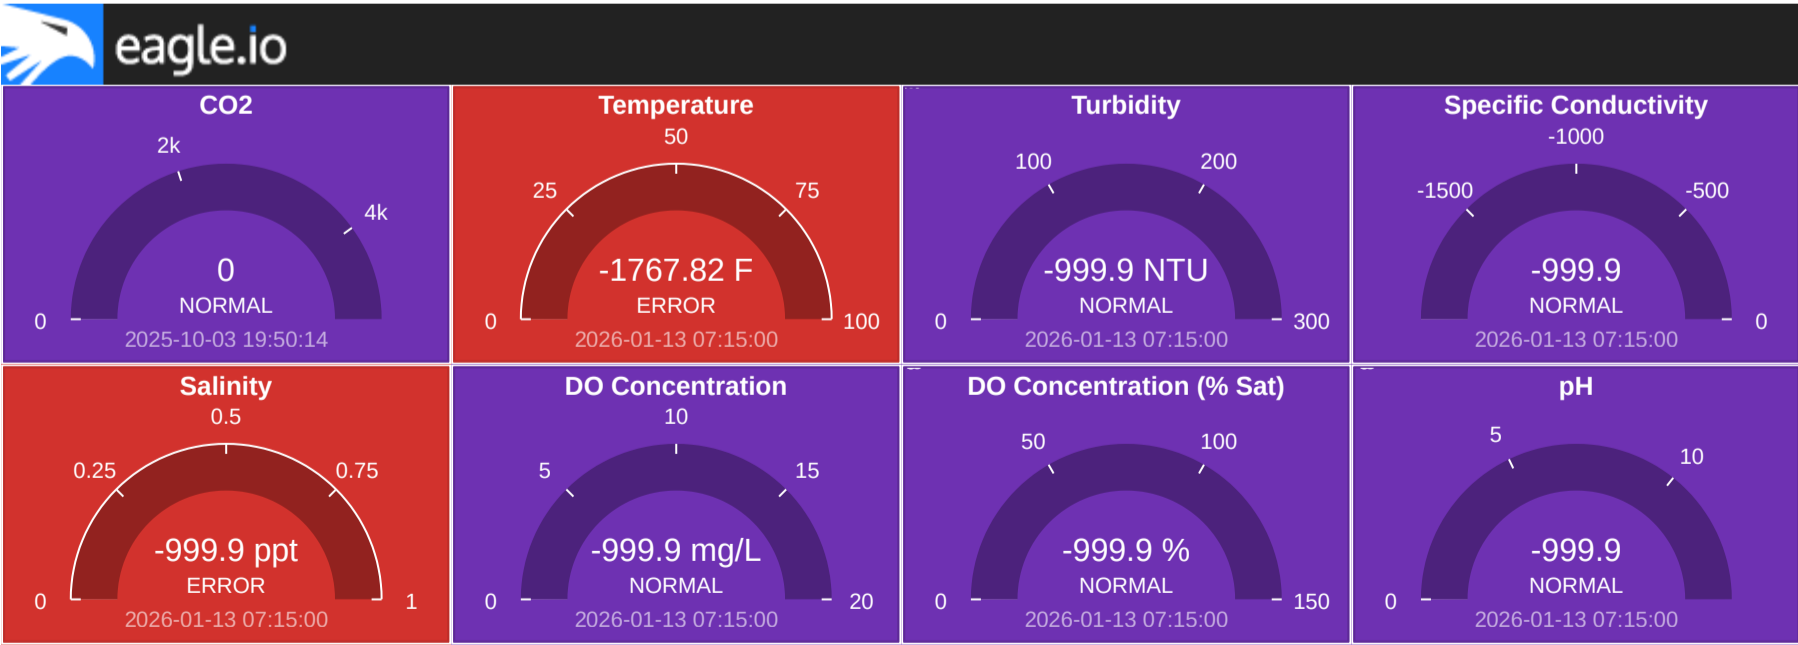 eagle.io
CO2
2k
4k
0
0
NORMAL
2025-10-03 19:50:14
Temperature
50
25
75
0
100
-1767.82 F
ERROR
2026-01-13 07:15:00
Turbidity
100
200
0
300
-999.9 NTU
NORMAL
2026-01-13 07:15:00
Specific Conductivity
-1000
-1500
-500
0
-999.9
NORMAL
2026-01-13 07:15:00
Salinity
0.5
0.25
0.75
0
1
-999.9 ppt
ERROR
2026-01-13 07:15:00
DO Concentration
10
5
15
0
20
-999.9 mg/L
NORMAL
2026-01-13 07:15:00
DO Concentration (% Sat)
50
100
0
150
-999.9 %
NORMAL
2026-01-13 07:15:00
pH
5
10
0
-999.9
NORMAL
2026-01-13 07:15:00